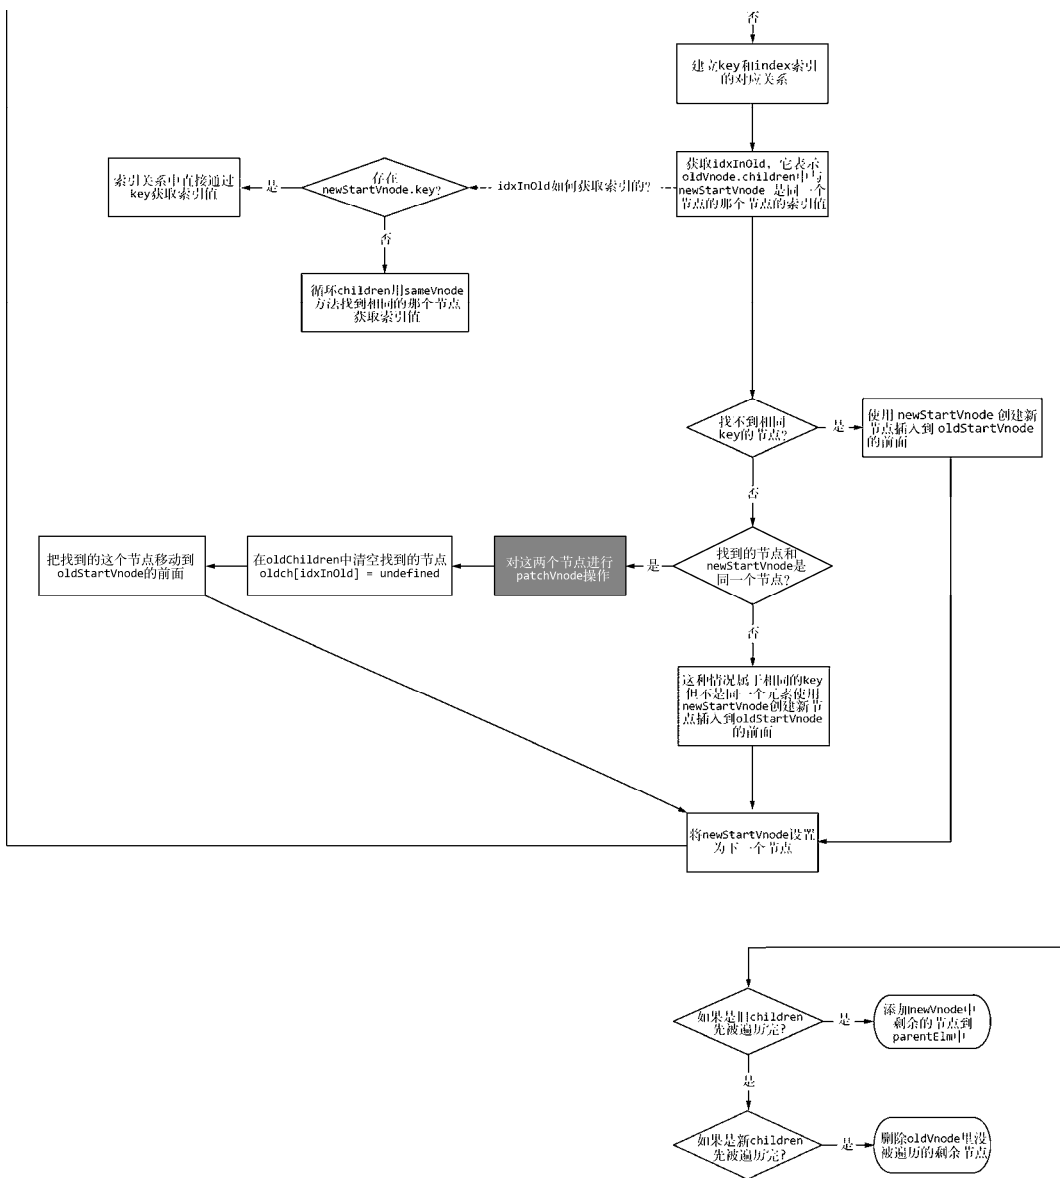 否
建立key和index索引
的对应关系
获取idxInOld，它表示
oldVnode.children中与
newStartVnode 是同一个
节点的那个节点的索引值
idxInOld如何获取索引的？
存在
newStartVnode.key?
是
索引关系中直接通过
key获取索引值
否
循环children用sameVnode
方法找到相同的那个节点
获取索引值
找不到相同
key的节点？
是
使用 newStartVnode 创建新
节点插入到 oldStartVnode
的前面
否
找到的节点和
newStartVnode是
同一个节点？
是
对这两个节点进行
patchVnode操作
在oldChildren中清空找到的节点
oldch[idxInOld] = undefined
把找到的这个节点移动到
oldStartVnode的前面
否
这种情况属于相同的key
但不是同一个元素使用
newStartVnode创建新节
点插入到oldStartVnode
的前面
将newStartVnode设置
为下一个节点
如果是旧children
先被遍历完？
是
添加newVnode中
剩余的节点到
parentElm中
是
如果是新children
先被遍历完？
是
删除oldVnode里没
被遍历的剩余节点